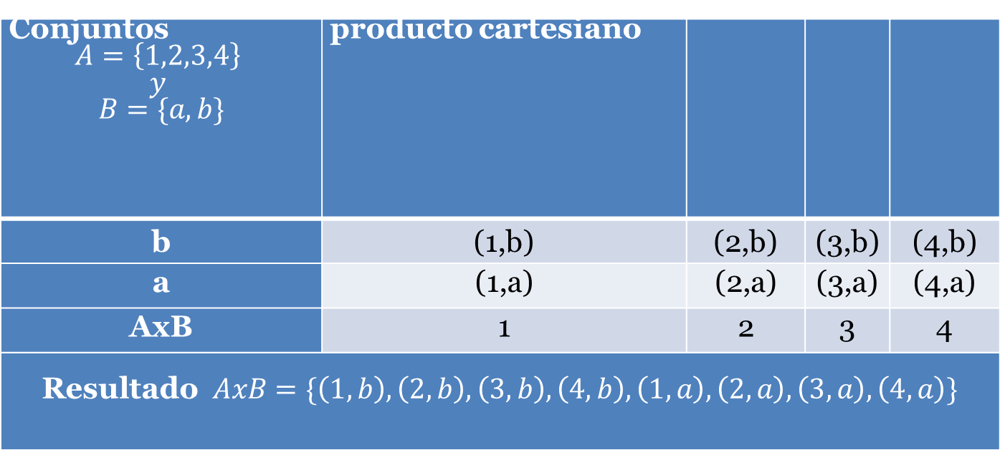 Conjuntos
A = {1,2,3,4}
y
B = {a, b}
producto cartesiano
b (1,b) (2,b) (3,b) (4,b)
a (1,a) (2,a) (3,a) (4,a)
AxB 1 2 3 4
Resultado AxB = {(1, b), (2, b), (3, b), (4, b), (1, a), (2, a), (3, a), (4, a)}